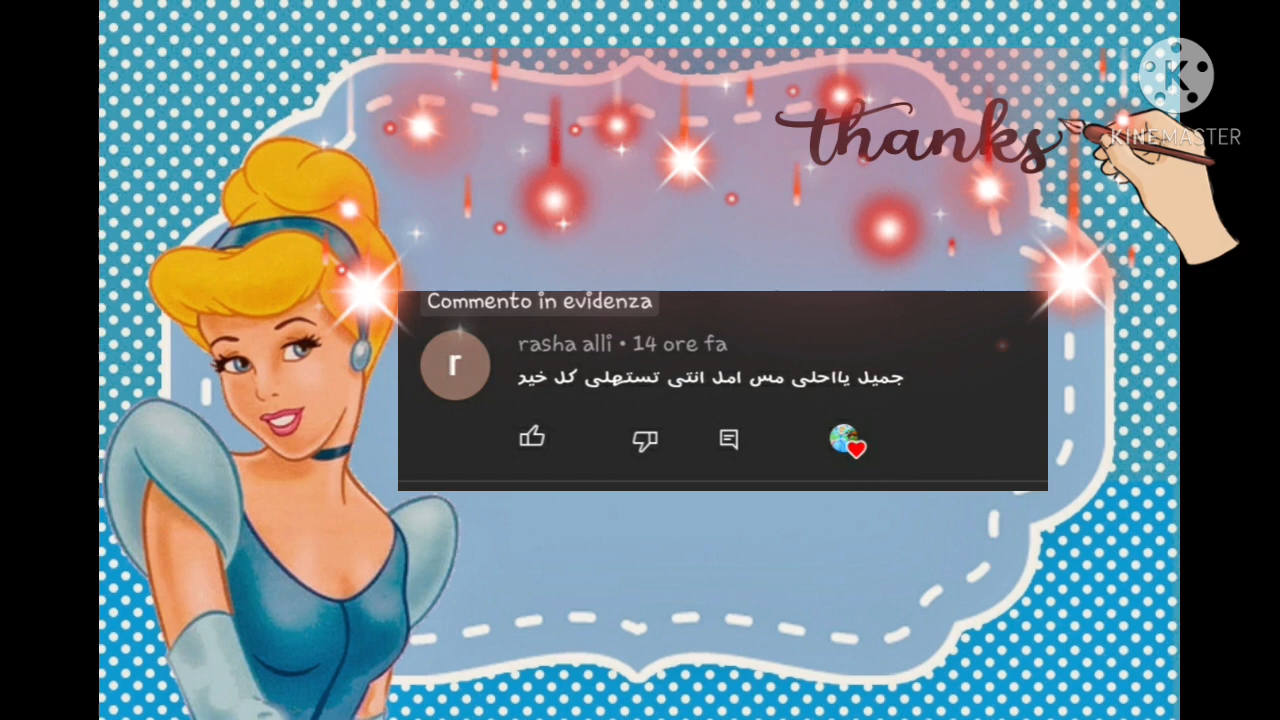 thanks
K
KINEMASTER
Commento in evidenza
rasha alli • 14 ore fa
r
جميل يااحلى مس امل انتى تستهلى كل خير